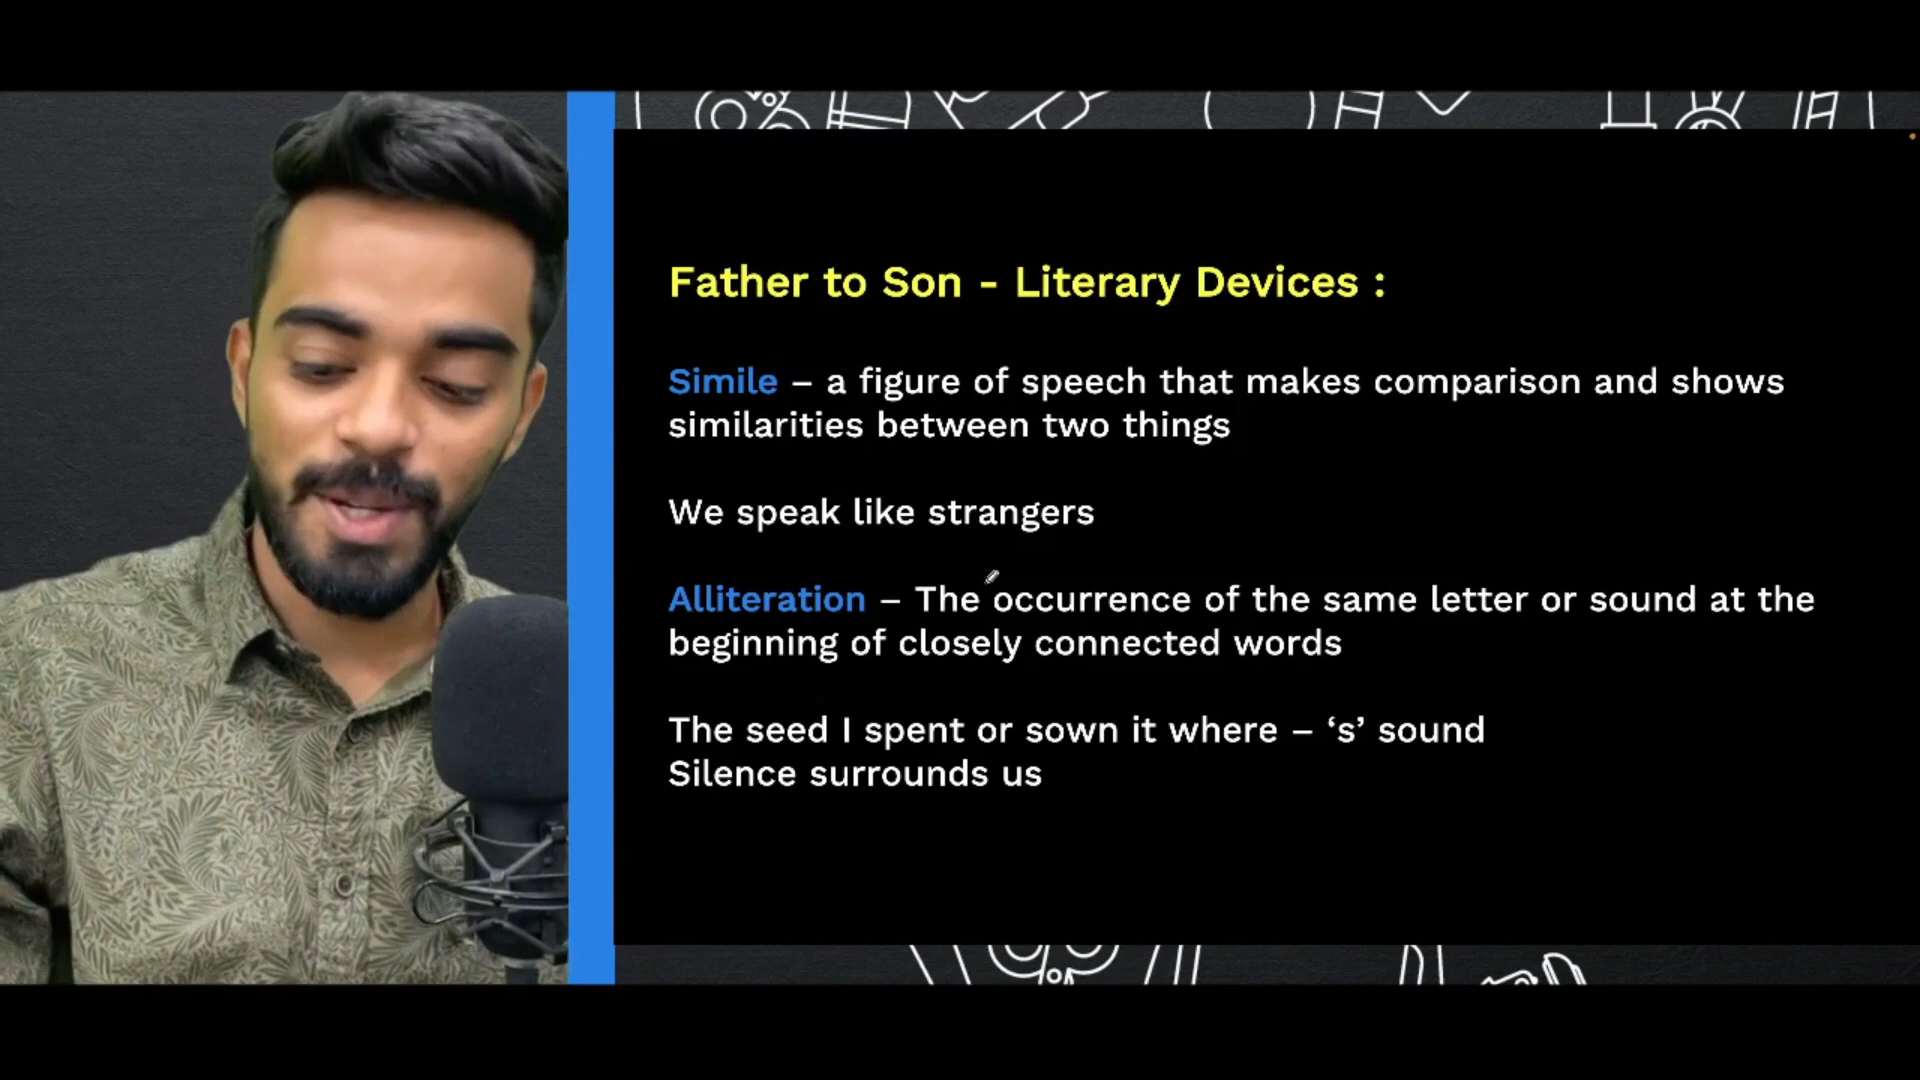 Father to Son - Literary Devices :
Simile – a figure of speech that makes comparison and shows
similarities between two things
We speak like strangers
Alliteration – The occurrence of the same letter or sound at the
beginning of closely connected words
The seed I spent or sown it where – ‘s’ sound
Silence surrounds us